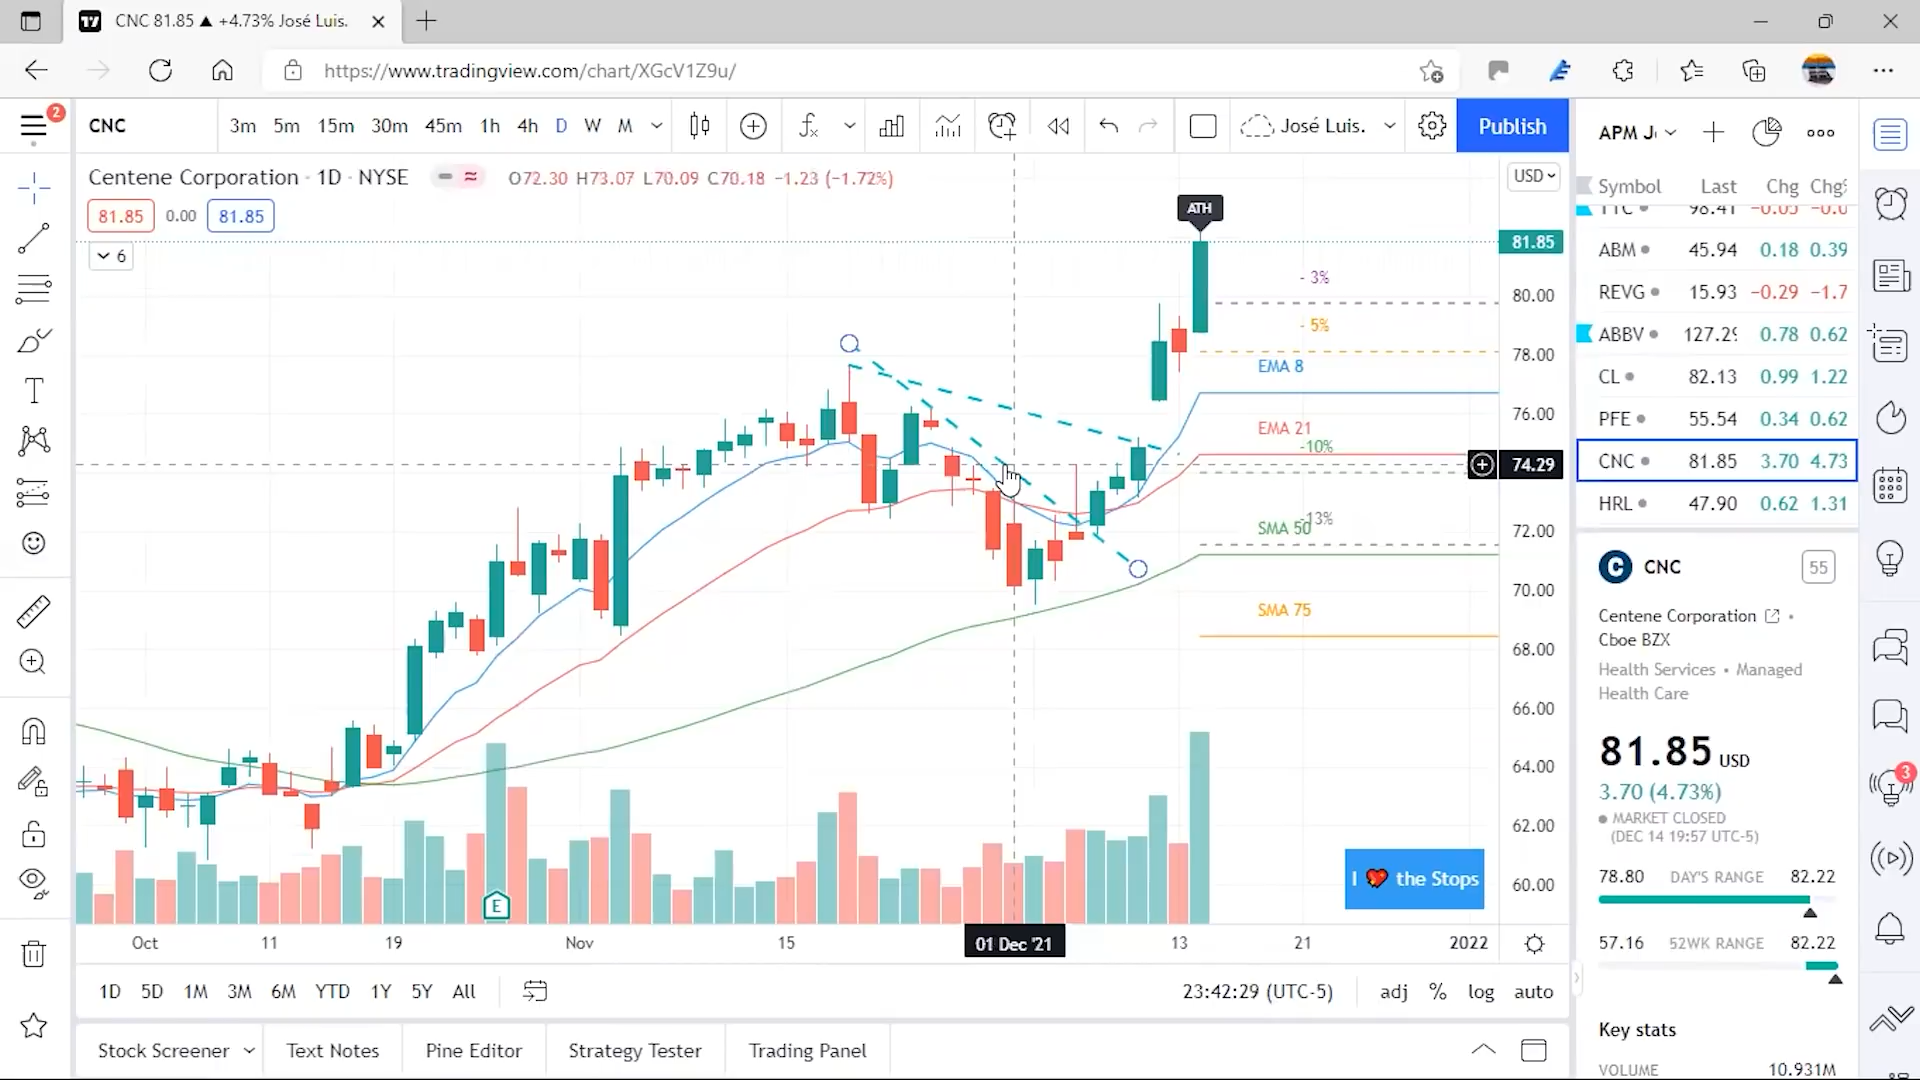 CNC 81.85 ▲ +4.73% José Luis.
https://www.tradingview.com/chart/XGcV1Z9u/
2
CNC
3m 5m 15m 30m 45m 1h 4h D W M
José Luis.
Publish
Centene Corporation · 1D · NYSE
O72.30 H73.07 L70.09 C70.18 −1.23 (−1.72%)
81.85 0.00 81.85
6
ATH
- 3%
- 5%
EMA 8
EMA 21
-10%
-13%
SMA 50
SMA 75
USD
81.85
80.00
78.00
76.00
74.29
72.00
70.00
68.00
66.00
64.00
62.00
60.00
I ❤ the Stops
E
Oct 11 19 Nov 15 01 Dec '21 13 21 2022
1D 5D 1M 3M 6M YTD 1Y 5Y All
23:42:29 (UTC-5)
adj % log auto
Stock Screener Text Notes Pine Editor Strategy Tester Trading Panel
APM
Symbol Last Chg Chg%
ABM 45.94 0.18 0.39
REVG 15.93 −0.29 −1.7
ABBV 127.29 0.78 0.62
CL 82.13 0.99 1.22
PFE 55.54 0.34 0.62
CNC 81.85 3.70 4.73
HRL 47.90 0.62 1.31
CNC
55
Centene Corporation •
Cboe BZX
Health Services • Managed
Health Care
81.85 USD
3.70 (4.73%)
MARKET CLOSED
(DEC 14 19:57 UTC-5)
78.80 DAY'S RANGE 82.22
57.16 52WK RANGE 82.22
Key stats
VOLUME 10.931M
3